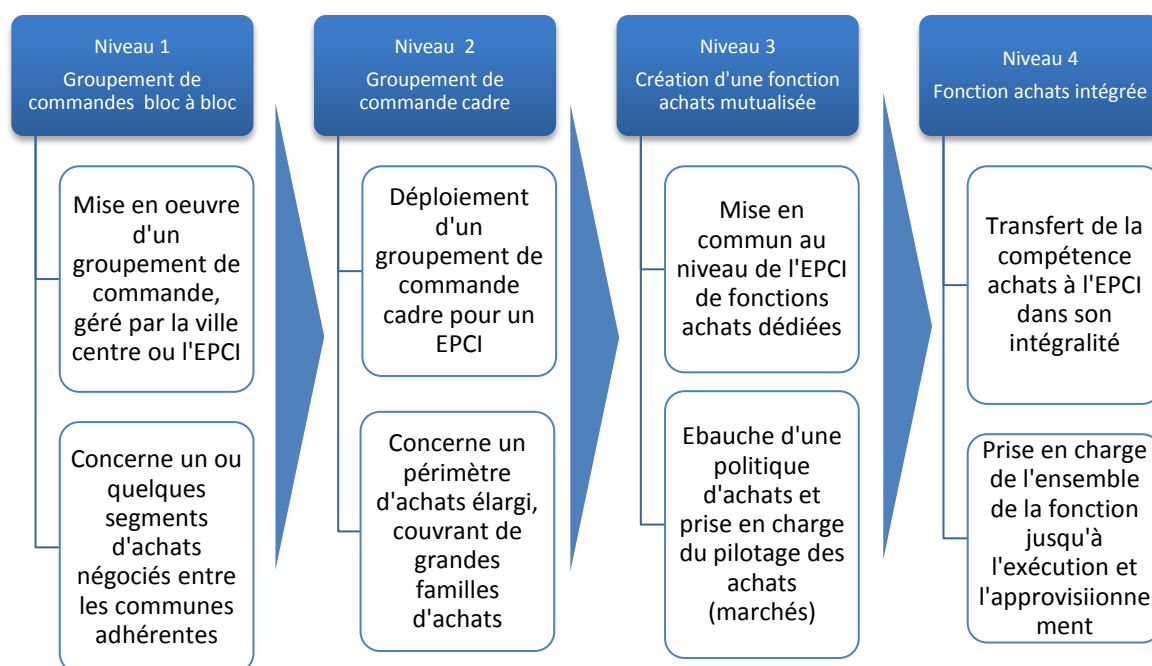 Niveau 1
Groupement de
commandes bloc à bloc
Mise en oeuvre
d'un
groupement de
commande,
géré par la ville
centre ou l'EPCI
Concerne un ou
quelques
segments
d'achats
négociés entre
les communes
adhérentes
Niveau 2
Groupement de
commande cadre
Déploiement
d'un
groupement de
commande
cadre pour un
EPCI
Concerne un
périmètre
d'achats élargi,
couvrant de
grandes
familles
d'achats
Niveau 3
Création d'une fonction
achats mutualisée
Mise en
commun au
niveau de l'EPCI
de fonctions
achats dédiées
Ebauche d'une
politique
d'achats et
prise en charge
du pilotage des
achats
(marchés)
Niveau 4
Fonction achats intégrée
Transfert de la
compétence
achats à l'EPCI
dans son
intégralité
Prise en charge
de l'ensemble
de la fonction
jusqu'à
l'exécution et
l'approvisiionne
ment